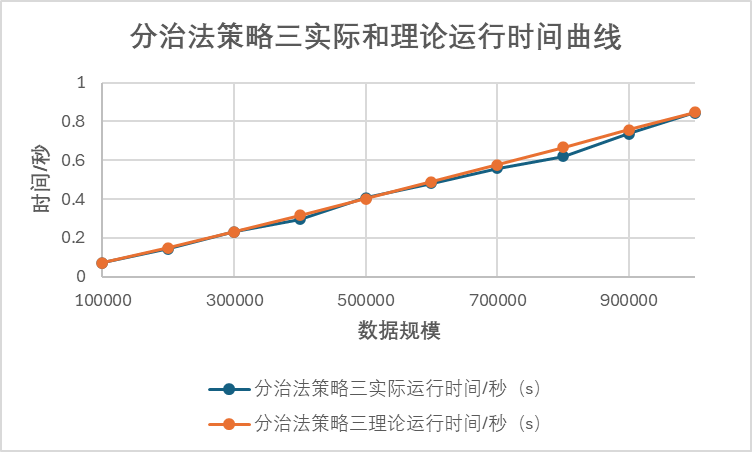 分治法策略三实际和理论运行时间曲线
1
0.8
0.6
0.4
0.2
0
时间/秒
100000 300000 500000 700000 900000
数据规模
分治法策略三实际运行时间/秒（s）
分治法策略三理论运行时间/秒（s）